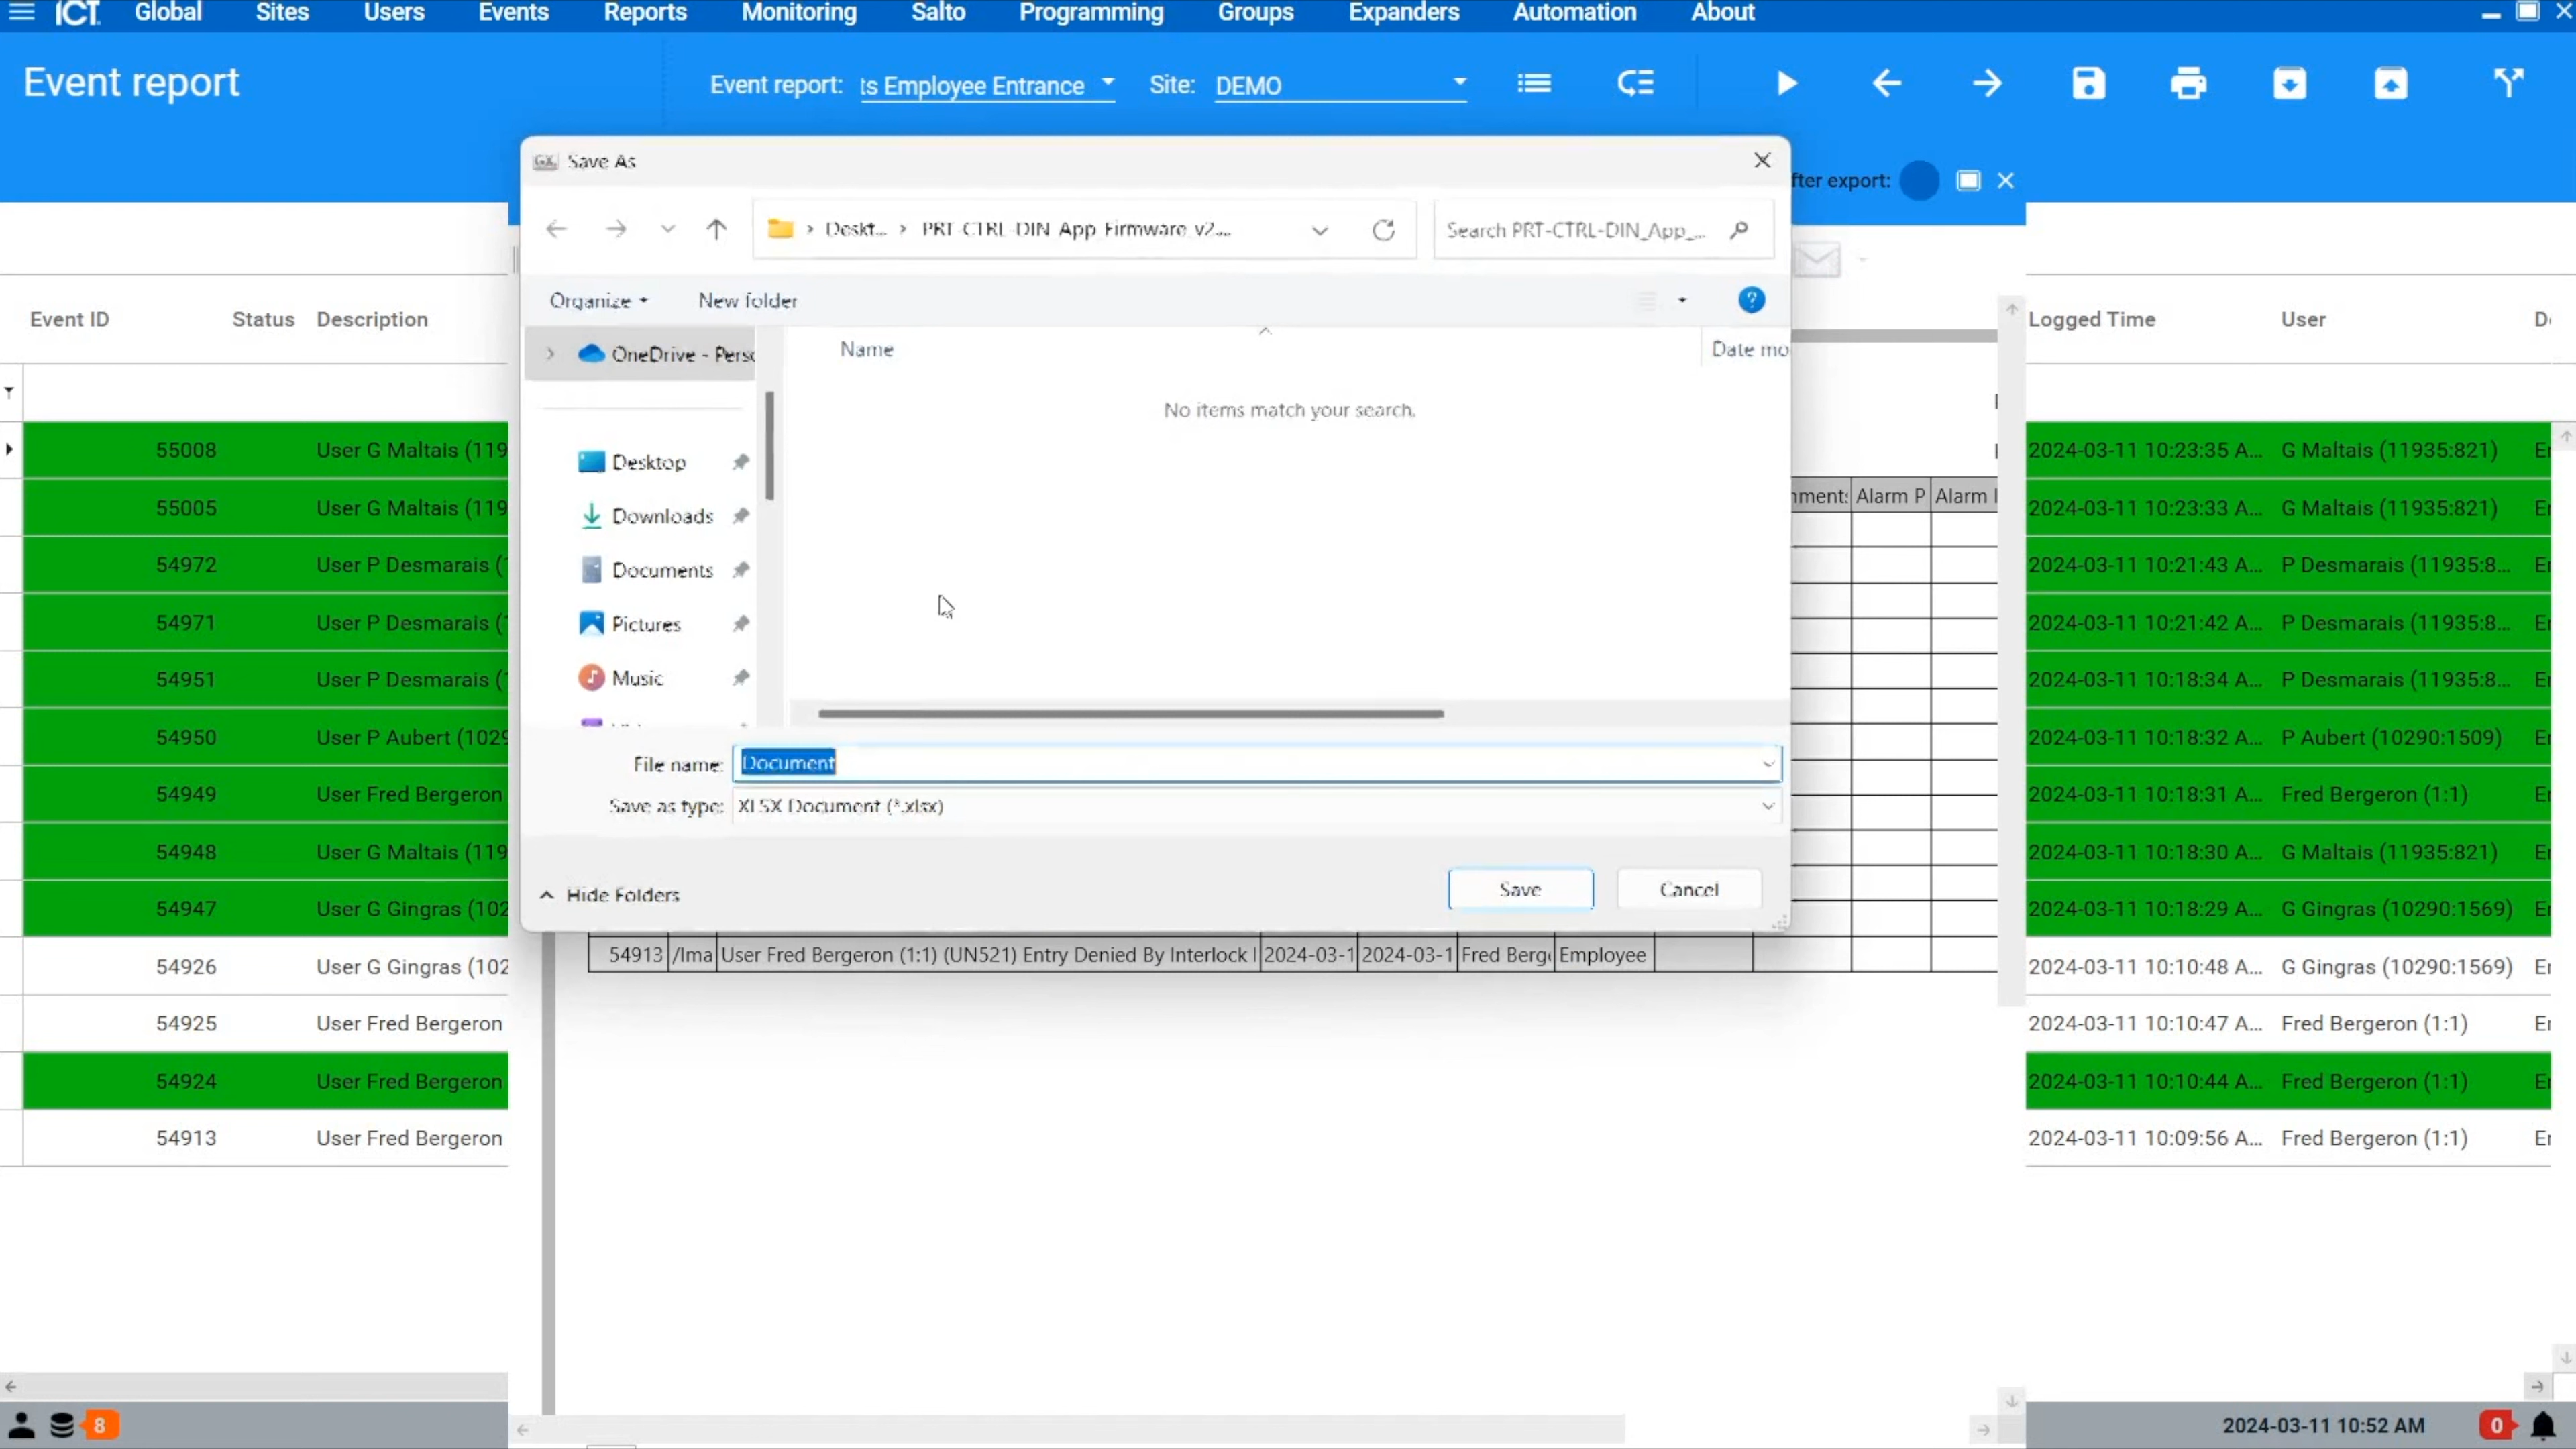 ICT Global Sites Users Events Reports Monitoring Salto Programming Groups Expanders Automation About
Event report
Event report: ts Employee Entrance Site: DEMO
GX Save As
fter export:
Deskt... > PRT-CTRL-DIN_App_Firmware_v2...
Search PRT-CTRL-DIN_App_...
Organize New folder
?
Event ID Status Description
Logged Time User
OneDrive - Perso
Name Date mo
No items match your search.
Desktop
Downloads
Documents
Pictures
Music
nments Alarm P Alarm
55008 User G Maltais (119 2024-03-11 10:23:35 A... G Maltais (11935:821)
55005 User G Maltais (119 2024-03-11 10:23:33 A... G Maltais (11935:821)
54972 User P Desmarais ( 2024-03-11 10:21:43 A... P Desmarais (11935:8...
54971 User P Desmarais ( 2024-03-11 10:21:42 A... P Desmarais (11935:8...
54951 User P Desmarais ( 2024-03-11 10:18:34 A... P Desmarais (11935:8...
54950 User P Aubert (1029 2024-03-11 10:18:32 A... P Aubert (10290:1509)
54949 User Fred Bergeron 2024-03-11 10:18:31 A... Fred Bergeron (1:1)
54948 User G Maltais (119 2024-03-11 10:18:30 A... G Maltais (11935:821)
54947 User G Gingras (102 2024-03-11 10:18:29 A... G Gingras (10290:1569)
54926 User G Gingras (102 2024-03-11 10:10:48 A... G Gingras (10290:1569)
54925 User Fred Bergeron 2024-03-11 10:10:47 A... Fred Bergeron (1:1)
54924 User Fred Bergeron 2024-03-11 10:10:44 A... Fred Bergeron (1:1)
54913 User Fred Bergeron 2024-03-11 10:09:56 A... Fred Bergeron (1:1)
File name: Document
Save as type: XLSX Document (*.xlsx)
Hide Folders Save Cancel
54913 /Ima User Fred Bergeron (1:1) (UN521) Entry Denied By Interlock 2024-03-1 2024-03-1 Fred Berg Employee
8 2024-03-11 10:52 AM 0